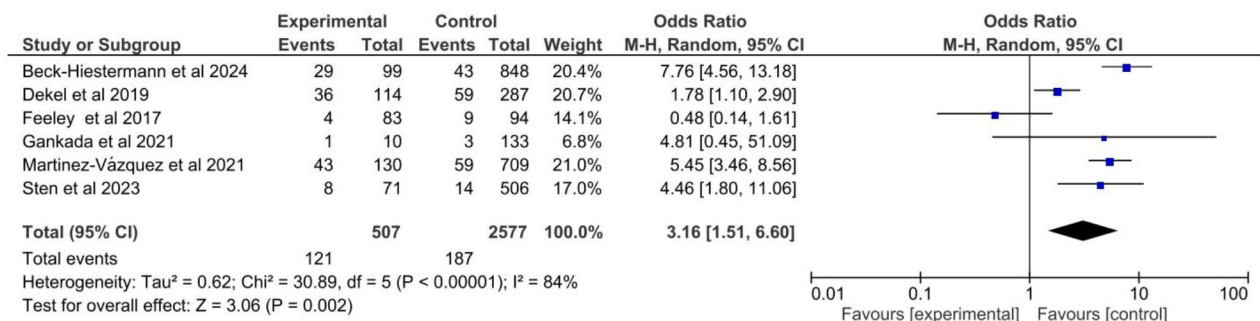 Experimental Control Odds Ratio Odds Ratio
Study or Subgroup Events Total Events Total Weight M-H, Random, 95% CI M-H, Random, 95% CI
Beck-Hiestermann et al 2024 29 99 43 848 20.4% 7.76 [4.56, 13.18]
Dekel et al 2019 36 114 59 287 20.7% 1.78 [1.10, 2.90]
Feeley et al 2017 4 83 9 94 14.1% 0.48 [0.14, 1.61]
Gankada et al 2021 1 10 3 133 6.8% 4.81 [0.45, 51.09]
Martinez-Vázquez et al 2021 43 130 59 709 21.0% 5.45 [3.46, 8.56]
Sten et al 2023 8 71 14 506 17.0% 4.46 [1.80, 11.06]
Total (95% CI) 507 2577 100.0% 3.16 [1.51, 6.60]
Total events 121 187
Heterogeneity: Tau² = 0.62; Chi² = 30.89, df = 5 (P < 0.00001); I² = 84%
Test for overall effect: Z = 3.06 (P = 0.002)
0.01 0.1 1 10 100
Favours [experimental] Favours [control]